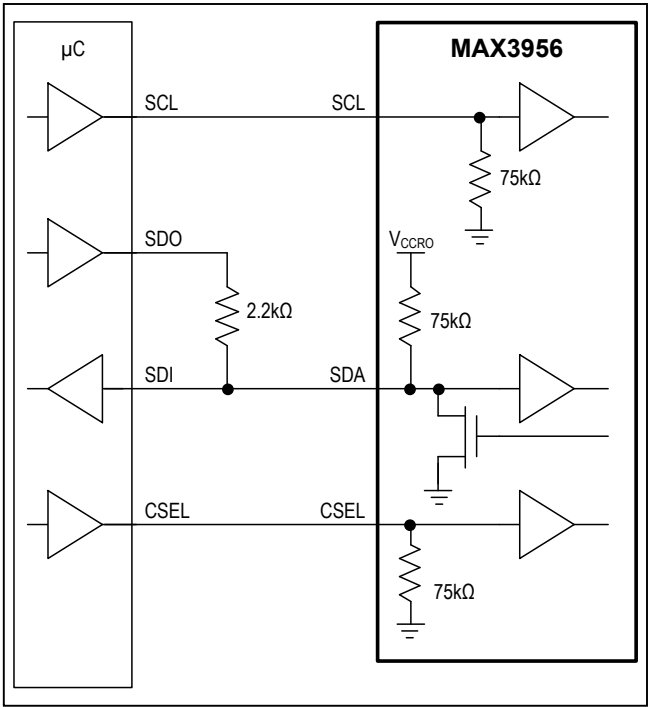 µC
MAX3956
SCL
SCL
75kΩ
SDO
VCCRO
2.2kΩ
75kΩ
SDI
SDA
CSEL
CSEL
75kΩ